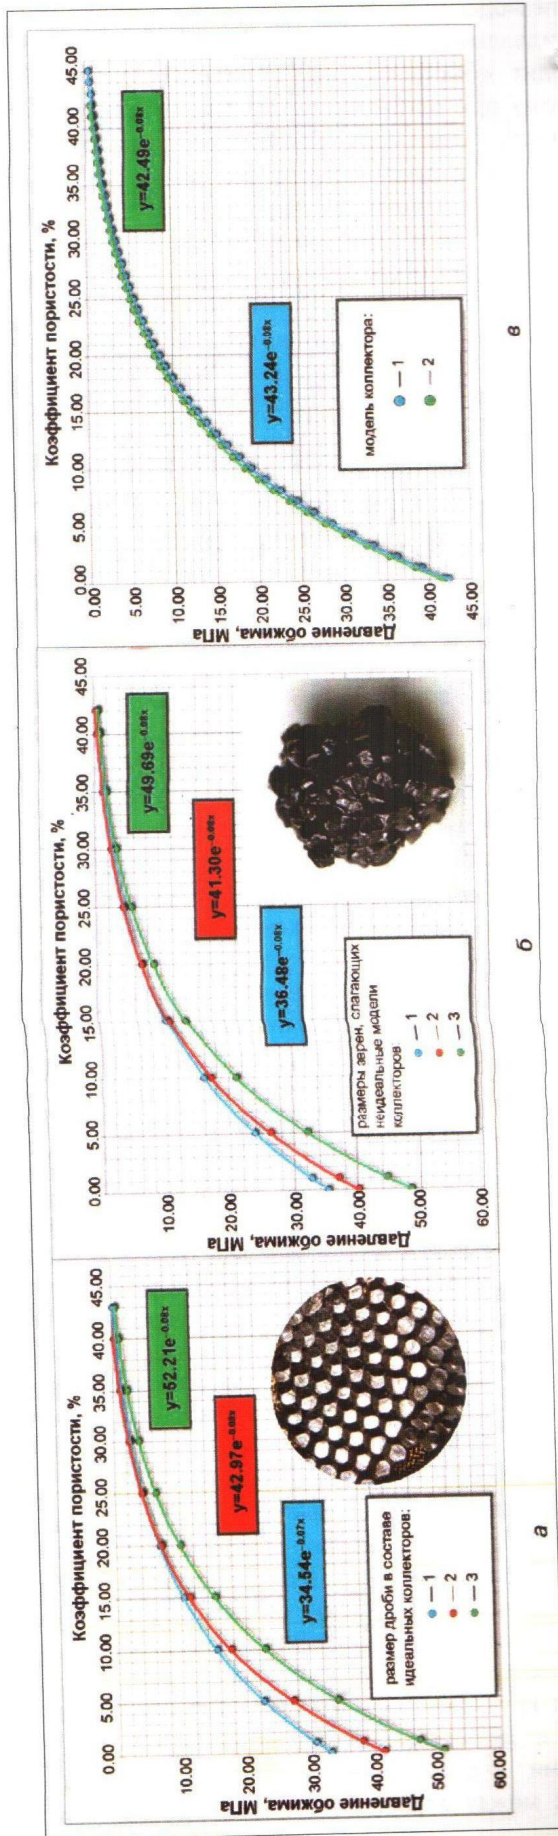 Коэффициент пористости, %
0.00 5.00 10.00 15.00 20.00 25.00 30.00 35.00 40.00 45.00
Давление обжима, МПа
0.00
10.00
20.00
30.00
40.00
50.00
60.00
y=52.21e^-0.08x
y=42.97e^-0.08x
y=34.54e^-0.07x
размер дроби в составе
идеальных коллекторов:
— 1
— 2
— 3
а
Коэффициент пористости, %
0.00 5.00 10.00 15.00 20.00 25.00 30.00 35.00 40.00 45.00
Давление обжима, МПа
10.00
20.00
30.00
40.00
50.00
60.00
y=49.69e^-0.08x
y=41.30e^-0.08x
y=36.48e^-0.08x
размеры зерен, слагающих
неидеальные модели
коллекторов
— 1
— 2
— 3
б
Коэффициент пористости, %
0.00 5.00 10.00 15.00 20.00 25.00 30.00 35.00 40.00 45.00
Давление обжима, МПа
0.00
5.00
10.00
15.00
20.00
25.00
30.00
35.00
40.00
45.00
y=42.49e^-0.08x
y=43.24e^-0.08x
модель коллектора:
— 1
— 2
в